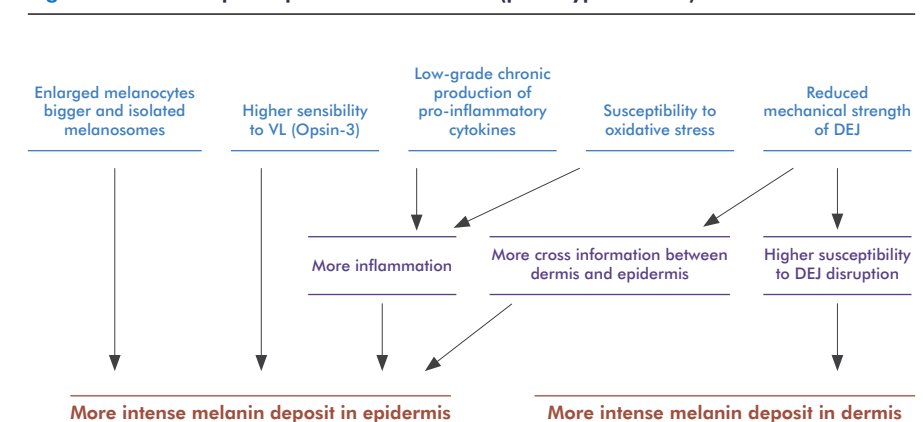 Enlarged melanocytes
bigger and isolated
melanosomes
Higher sensibility
to VL (Opsin-3)
Low-grade chronic
production of
pro-inflammatory
cytokines
Susceptibility to
oxidative stress
Reduced
mechanical strength
of DEJ
More inflammation
More cross information between
dermis and epidermis
Higher susceptibility
to DEJ disruption
More intense melanin deposit in epidermis
More intense melanin deposit in dermis